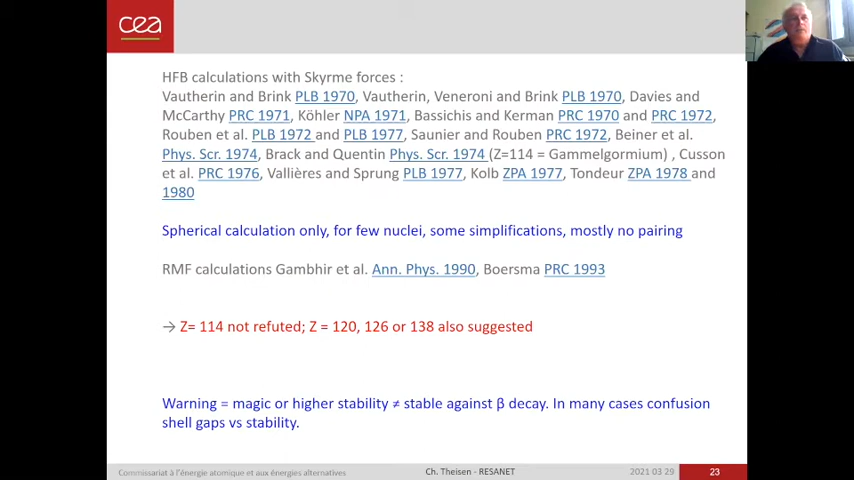 cea
HFB calculations with Skyrme forces :
Vautherin and Brink PLB 1970, Vautherin, Veneroni and Brink PLB 1970, Davies and
McCarthy PRC 1971, Köhler NPA 1971, Bassichis and Kerman PRC 1970 and PRC 1972,
Rouben et al. PLB 1972 and PLB 1977, Saunier and Rouben PRC 1972, Beiner et al.
Phys. Scr. 1974, Brack and Quentin Phys. Scr. 1974 (Z=114 = Gammelgormium) , Cusson
et al. PRC 1976, Vallières and Sprung PLB 1977, Kolb ZPA 1977, Tondeur ZPA 1978 and
1980
Spherical calculation only, for few nuclei, some simplifications, mostly no pairing
RMF calculations Gambhir et al. Ann. Phys. 1990, Boersma PRC 1993
→ Z= 114 not refuted; Z = 120, 126 or 138 also suggested
Warning = magic or higher stability ≠ stable against β decay. In many cases confusion
shell gaps vs stability.
Commissariat à l'énergie atomique et aux énergies alternatives
Ch. Theisen - RESANET
2021 03 29
23